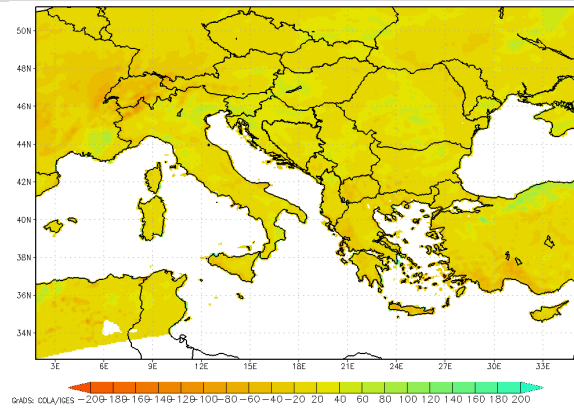 50N
48N
46N
44N
42N
40N
38N
36N
34N
3E 6E 9E 12E 15E 18E 21E 24E 27E 30E 33E
GrADS: COLA/IGES -200-180-160-140-120-100-80-60-40-20 20 40 60 80 100 120 140 160 180 200